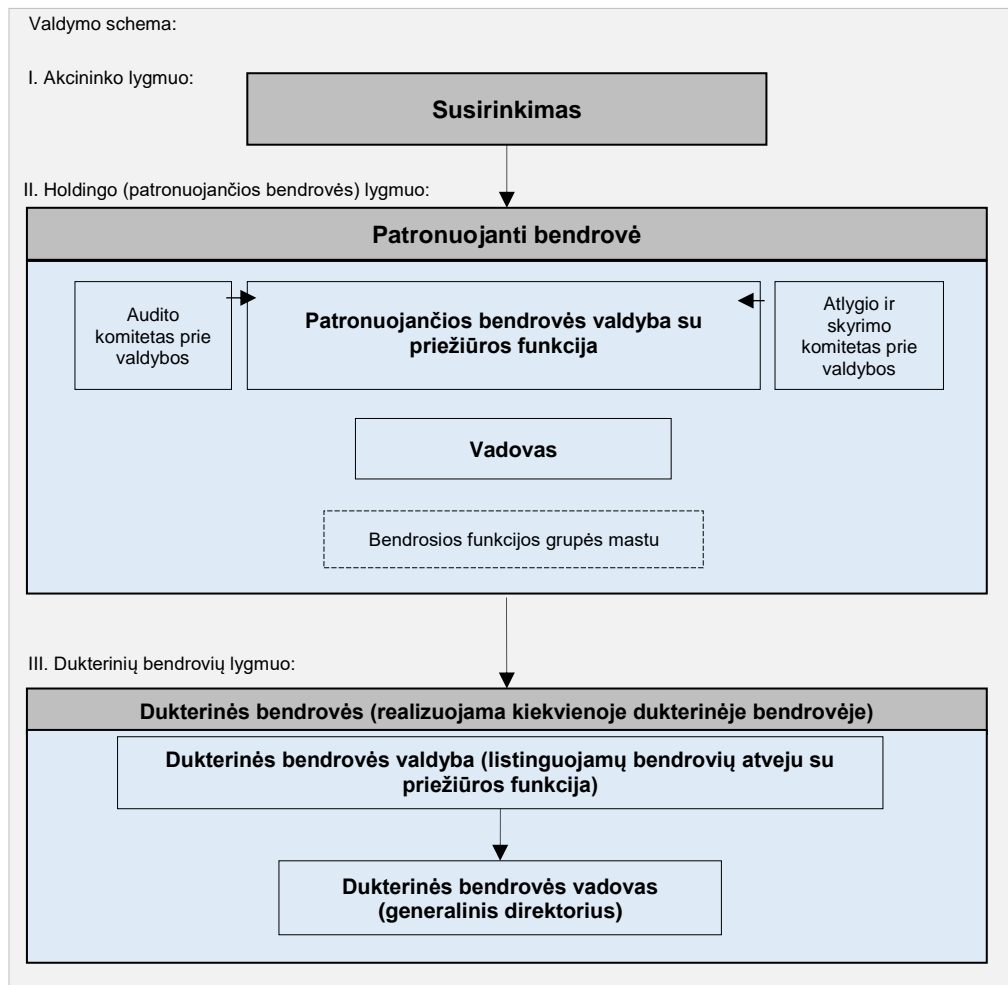 Valdymo schema:
I. Akcininko lygmuo:
Susirinkimas
II. Holdingo (patronuojančios bendrovės) lygmuo:
Patronuojanti bendrovė
Audito
komitetas prie
valdybos
Patronuojančios bendrovės valdyba su
priežiūros funkcija
Atlygio ir
skyrimo
komitetas prie
valdybos
Vadovas
Bendrosios funkcijos grupės mastu
III. Dukterinių bendrovių lygmuo:
Dukterinės bendrovės (realizuojama kiekvienoje dukterinėje bendrovėje)
Dukterinės bendrovės valdyba (listinguojamų bendrovių atveju su
priežiūros funkcija)
Dukterinės bendrovės vadovas
(generalinis direktorius)